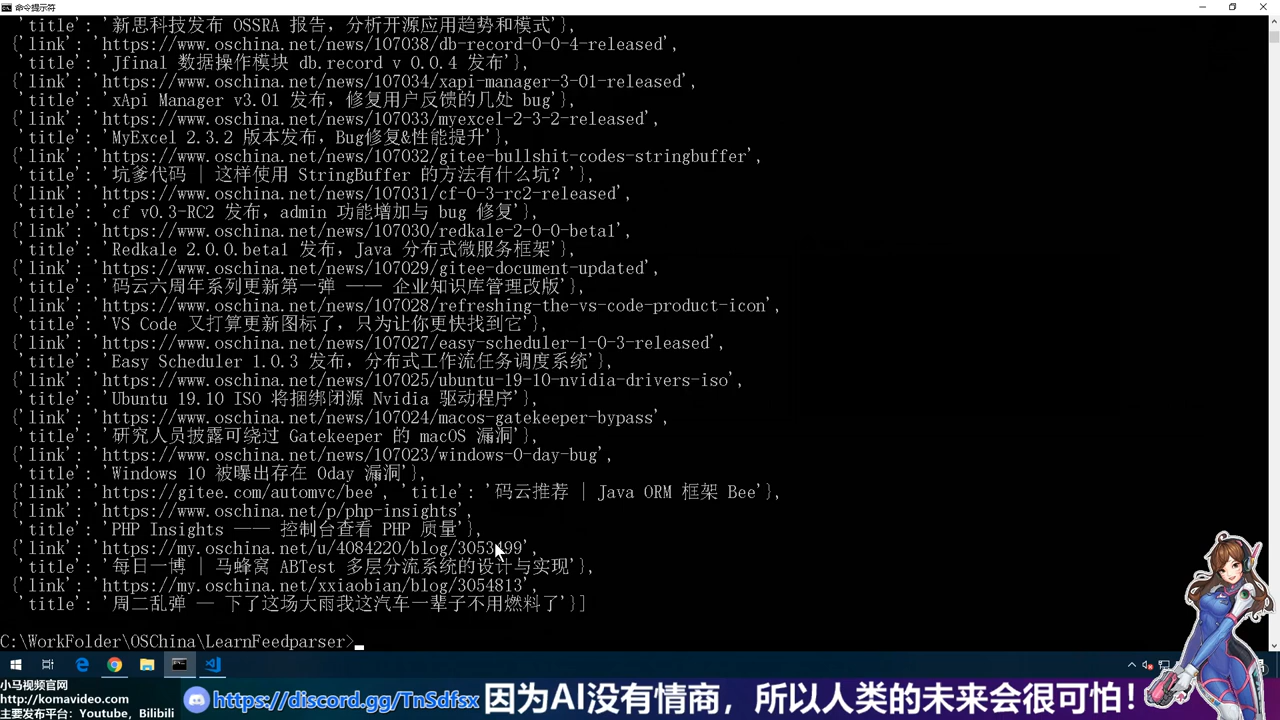 命令提示符
'title': '新思科技发布 OSSRA 报告，分析开源应用趋势和模式'},
{'link': 'https://www.oschina.net/news/107038/db-record-0-0-4-released',
'title': 'Jfinal 数据操作模块 db.record v 0.0.4 发布'},
{'link': 'https://www.oschina.net/news/107034/xapi-manager-3-01-released',
'title': 'xApi Manager v3.01 发布，修复用户反馈的几处 bug'},
{'link': 'https://www.oschina.net/news/107033/myexcel-2-3-2-released',
'title': 'MyExcel 2.3.2 版本发布，Bug修复&性能提升'},
{'link': 'https://www.oschina.net/news/107032/gitee-bullshit-codes-stringbuffer',
'title': '坑爹代码 | 这样使用 StringBuffer 的方法有什么坑？'},
{'link': 'https://www.oschina.net/news/107031/cf-0-3-rc2-released',
'title': 'cf v0.3-RC2 发布，admin 功能增加与 bug 修复'},
{'link': 'https://www.oschina.net/news/107030/redkale-2-0-0-beta1',
'title': 'Redkale 2.0.0.beta1 发布，Java 分布式微服务框架'},
{'link': 'https://www.oschina.net/news/107029/gitee-document-updated',
'title': '码云六周年系列更新第一弹 —— 企业知识库管理改版'},
{'link': 'https://www.oschina.net/news/107028/refreshing-the-vs-code-product-icon',
'title': 'VS Code 又打算更新图标了，只为让你更快找到它'},
{'link': 'https://www.oschina.net/news/107027/easy-scheduler-1-0-3-released',
'title': 'Easy Scheduler 1.0.3 发布，分布式工作流任务调度系统'},
{'link': 'https://www.oschina.net/news/107025/ubuntu-19-10-nvidia-drivers-iso',
'title': 'Ubuntu 19.10 ISO 将捆绑闭源 Nvidia 驱动程序'},
{'link': 'https://www.oschina.net/news/107024/macos-gatekeeper-bypass',
'title': '研究人员披露可绕过 Gatekeeper 的 macOS 漏洞'},
{'link': 'https://www.oschina.net/news/107023/windows-0-day-bug',
'title': 'Windows 10 被曝出存在 0day 漏洞'},
{'link': 'https://gitee.com/automvc/bee', 'title': '码云推荐 | Java ORM 框架 Bee'},
{'link': 'https://www.oschina.net/p/php-insights',
'title': 'PHP Insights —— 控制台查看 PHP 质量'},
{'link': 'https://my.oschina.net/u/4084220/blog/3053499',
'title': '每日一博 | 马蜂窝 ABTest 多层分流系统的设计与实现'},
{'link': 'https://my.oschina.net/xxiaobian/blog/3054813',
'title': '周二乱弹 — 下了这场大雨我这汽车一辈子不用燃料了'}]
C:\WorkFolder\OSChina\LearnFeedparser>
小马视频官网
http://komavideo.com
主要发布平台: Youtube, Bilibili
https://discord.gg/TnSdfsx 因为AI没有情商，所以人类的未来会很可怕！